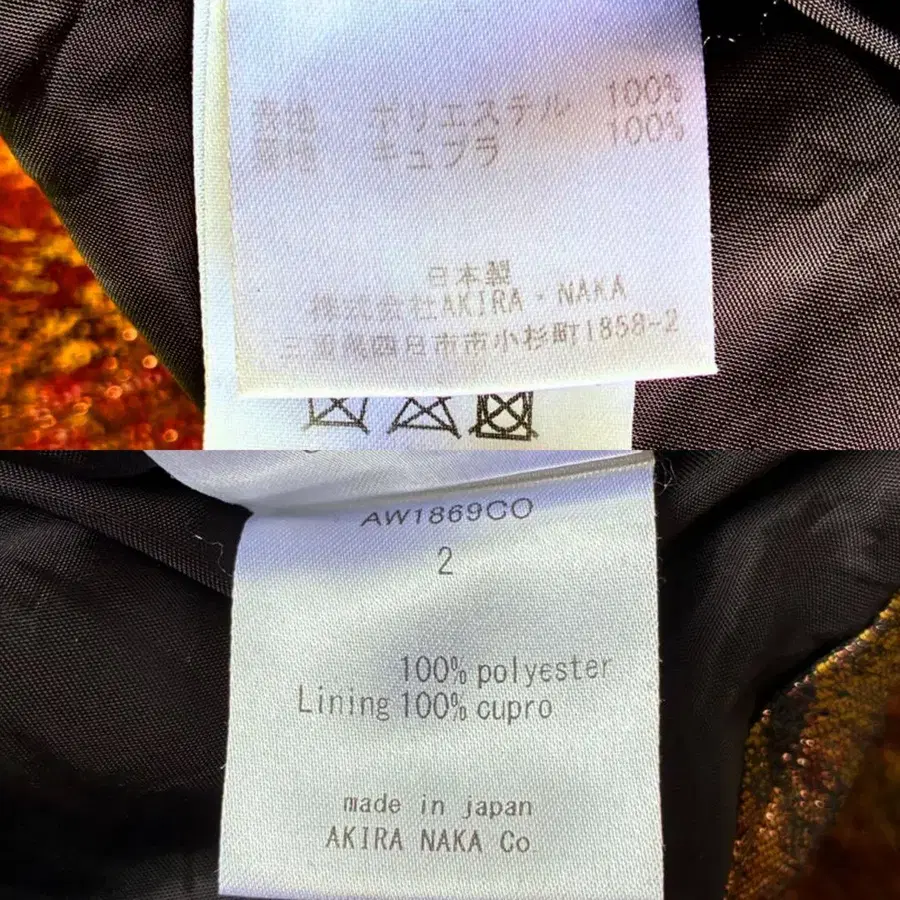 表地 ポリエステル 100%
裏地 キュプラ 100%
日本製
株式会社AKIRA・NAKA
三重県四日市市小杉町1858-2
AW1869CO
2
100% polyester
Lining 100% cupro
made in japan
AKIRA NAKA Co